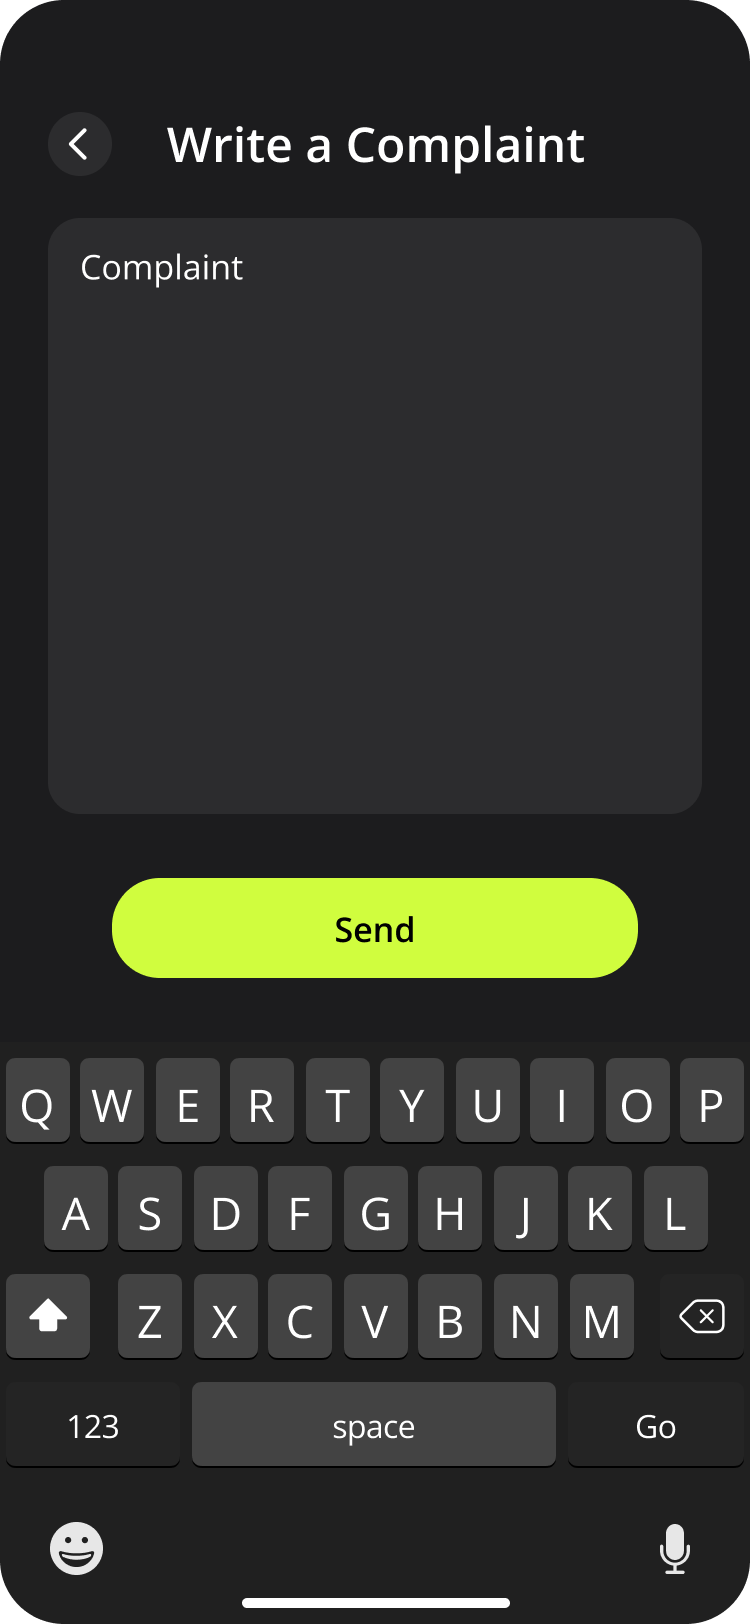 Write a Complaint
Complaint
Send
Q W E R T Y U I O P
A S D F G H J K L
Z X C V B N M
123 space Go